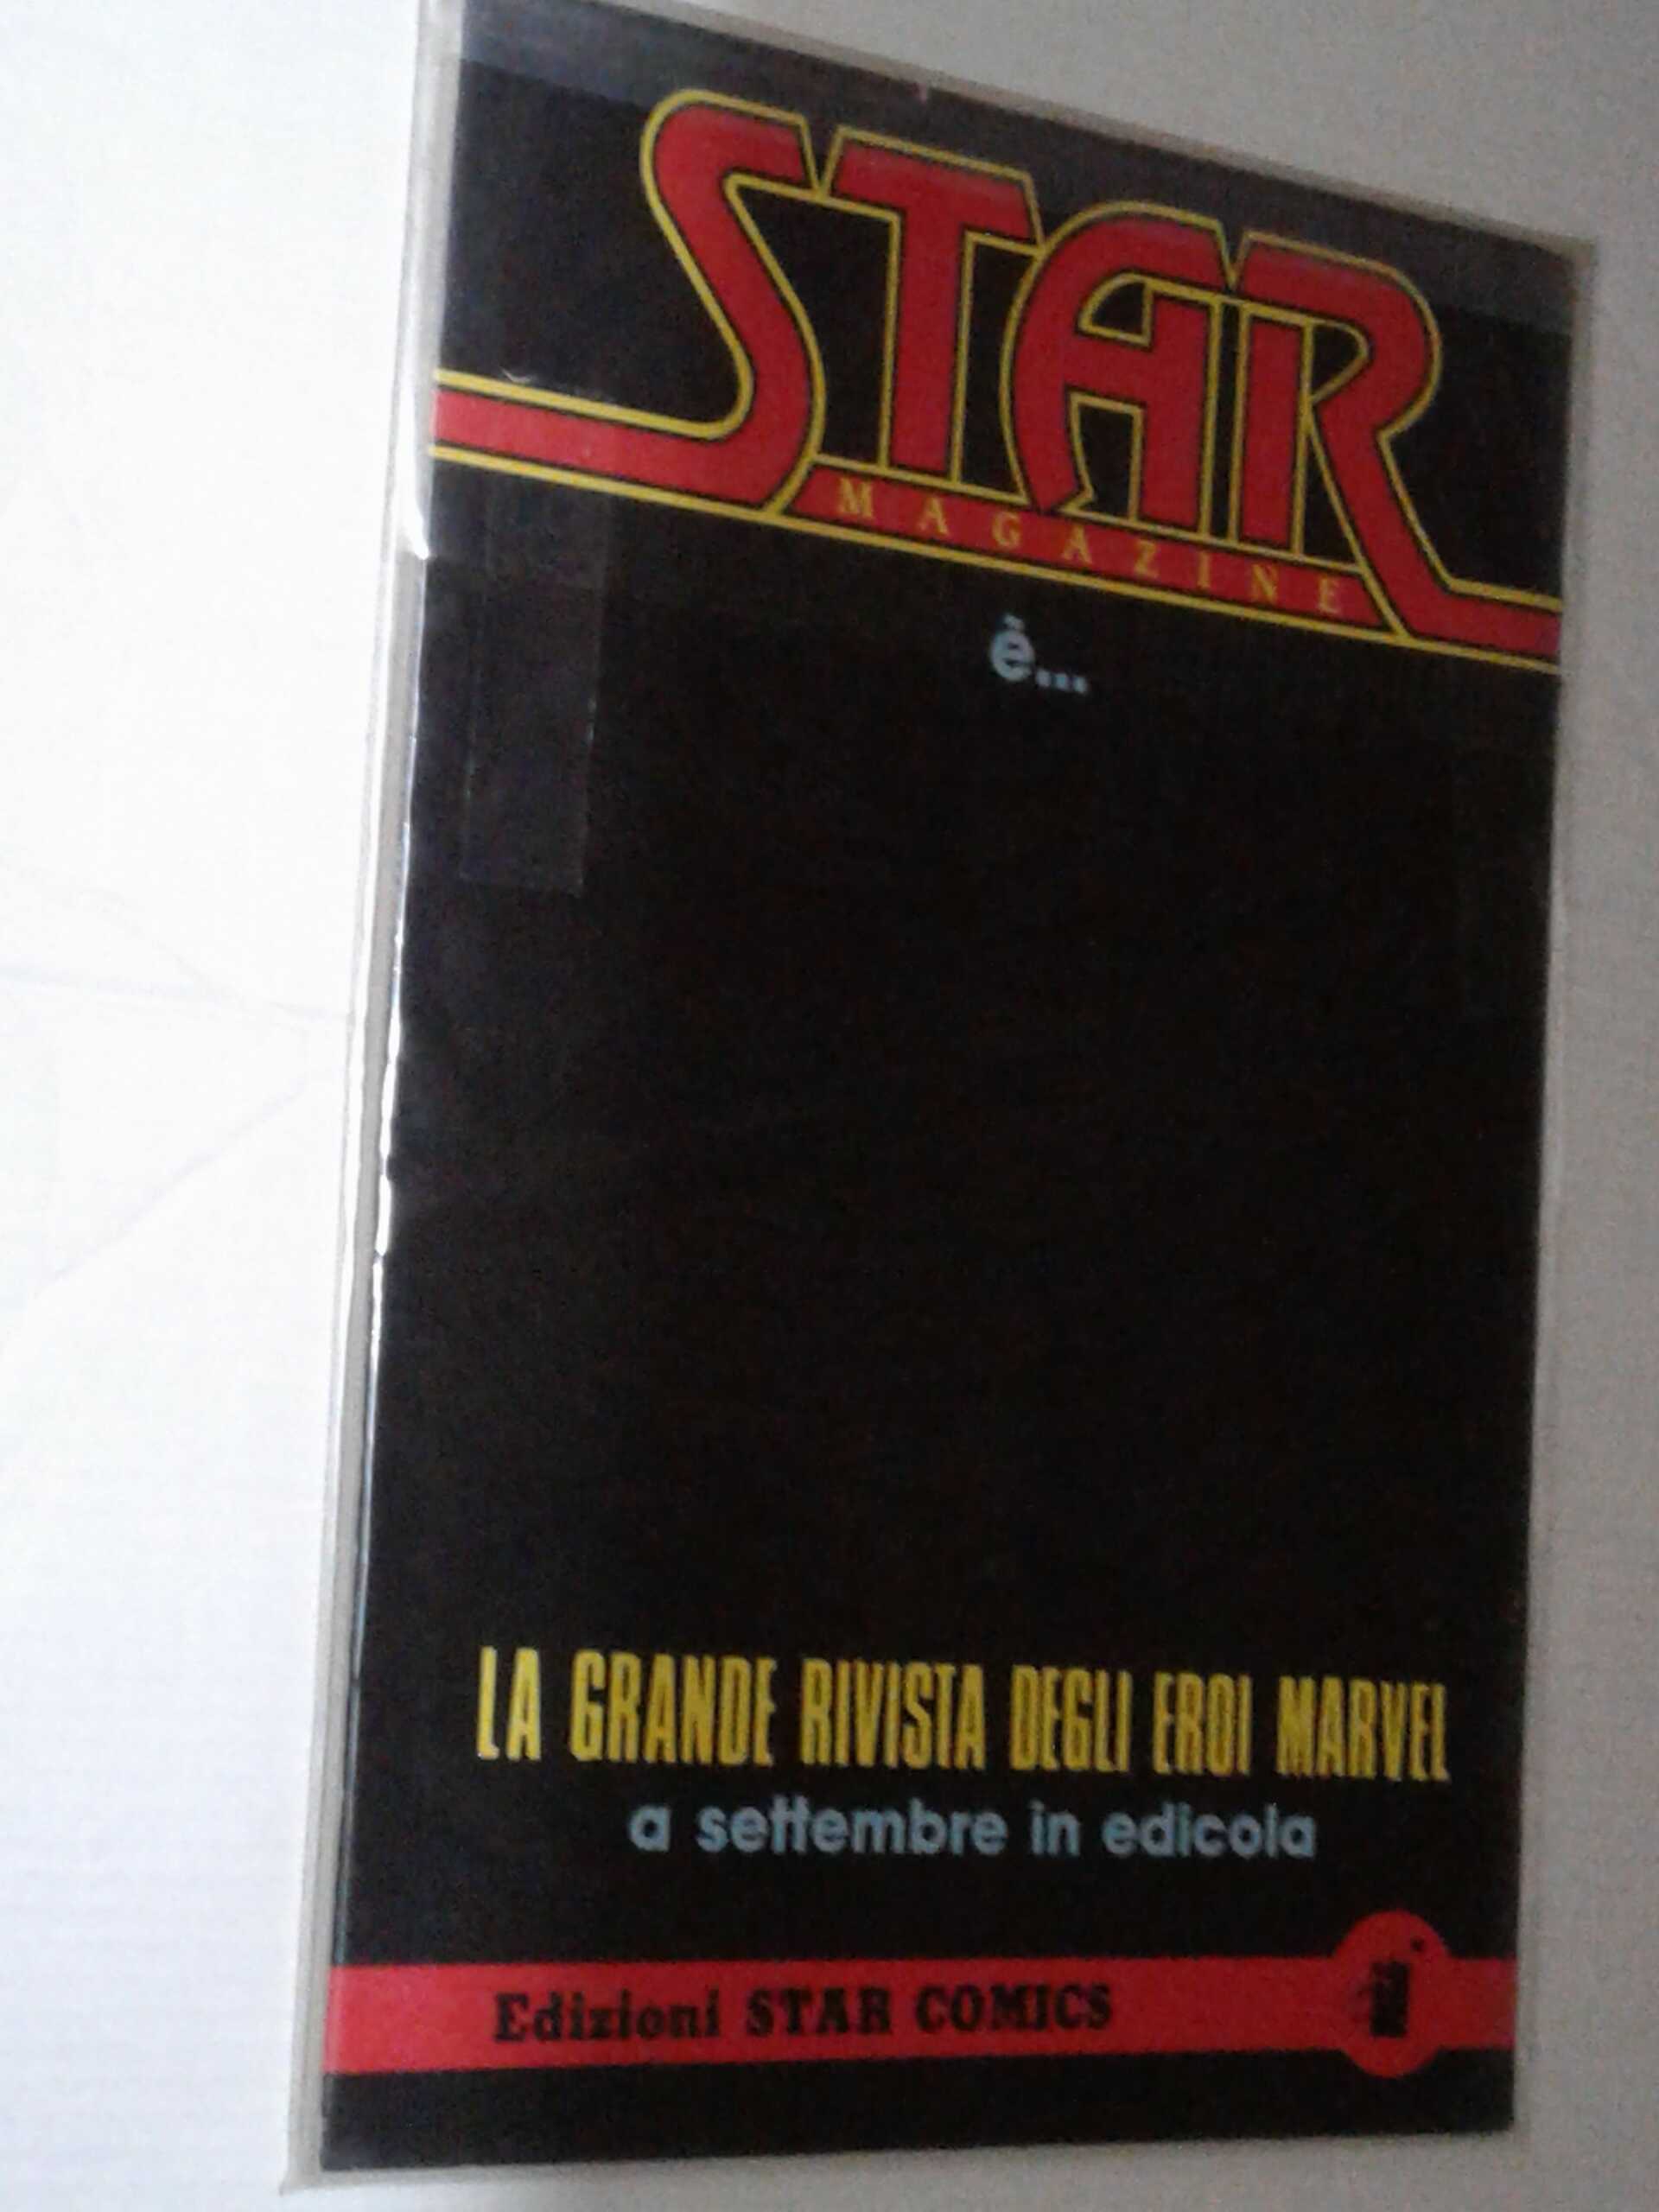 STAR
MAGAZINE
è...
LA GRANDE RIVISTA DEGLI EROI MARVEL
a settembre in edicola
Edizioni STAR COMICS